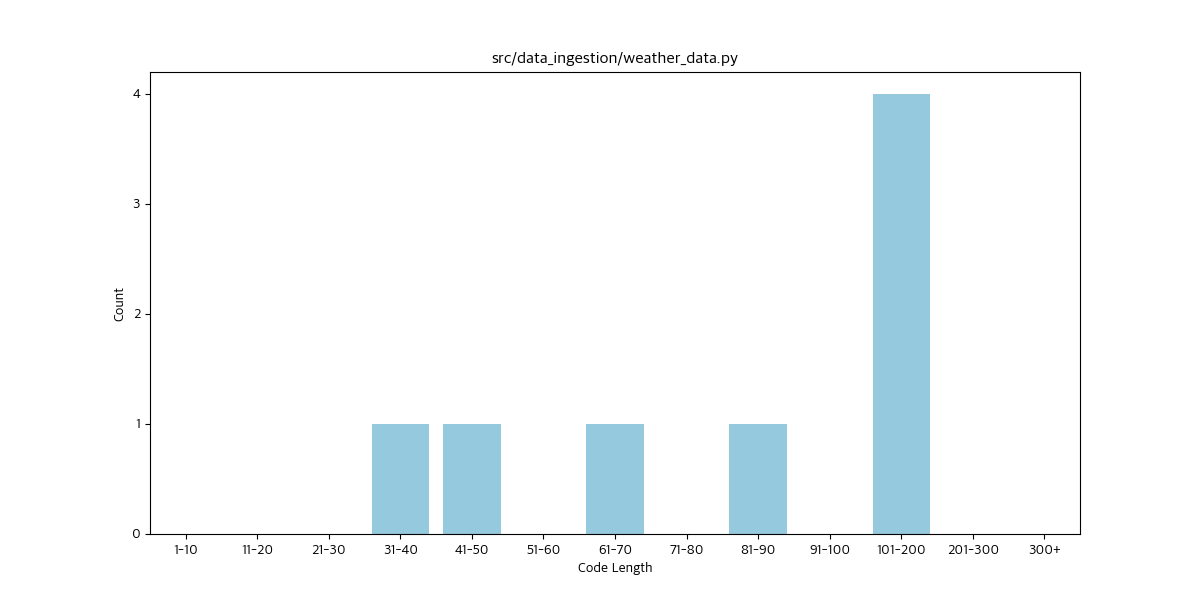 src/data_ingestion/weather_data.py
4
3
2
1
0
Count
1-10 11-20 21-30 31-40 41-50 51-60 61-70 71-80 81-90 91-100 101-200 201-300 300+
Code Length